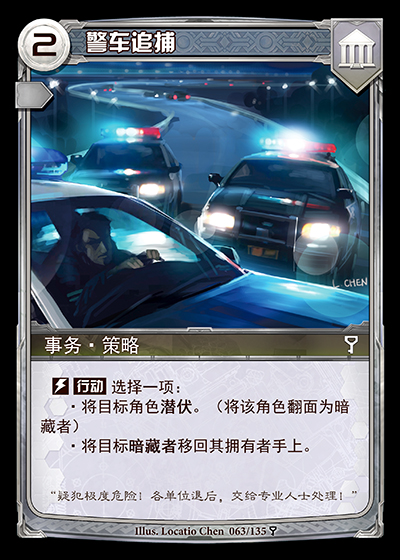 2 警车追捕
L CHEN
事务·策略
行动 选择一项：
·将目标角色潜伏。（将该角色翻面为暗
藏者）
·将目标暗藏者移回其拥有者手上。
“疑犯极度危险！各单位退后，交给专业人士处理！”
Illus. Locatio Chen 063/135